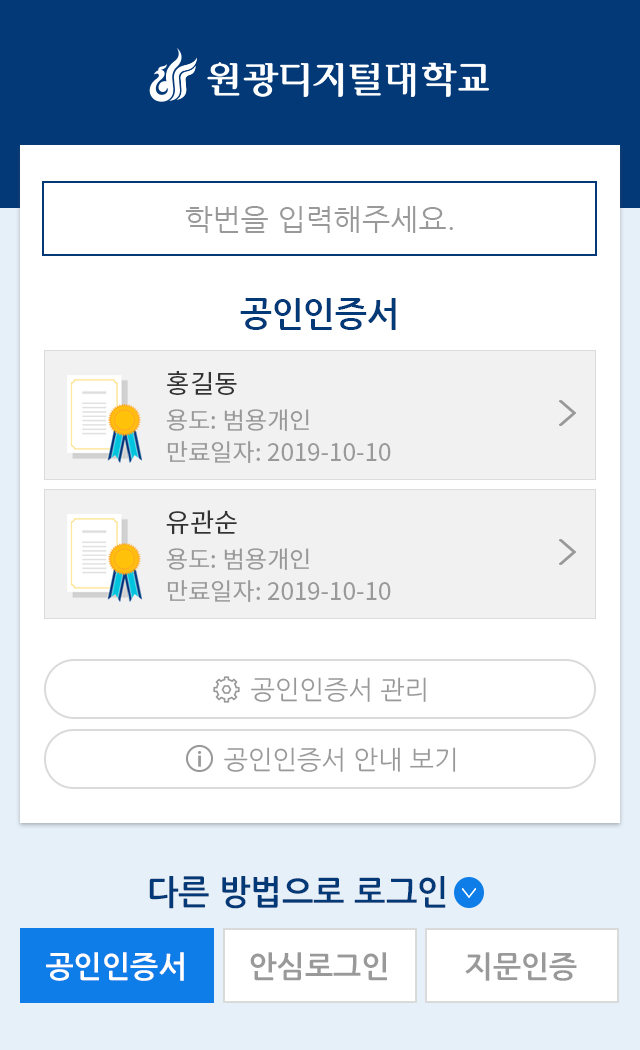 원광디지털대학교
학번을 입력해주세요.
공인인증서
홍길동
용도: 범용개인
만료일자: 2019-10-10
유관순
용도: 범용개인
만료일자: 2019-10-10
공인인증서 관리
공인인증서 안내 보기
다른 방법으로 로그인
공인인증서
안심로그인
지문인증